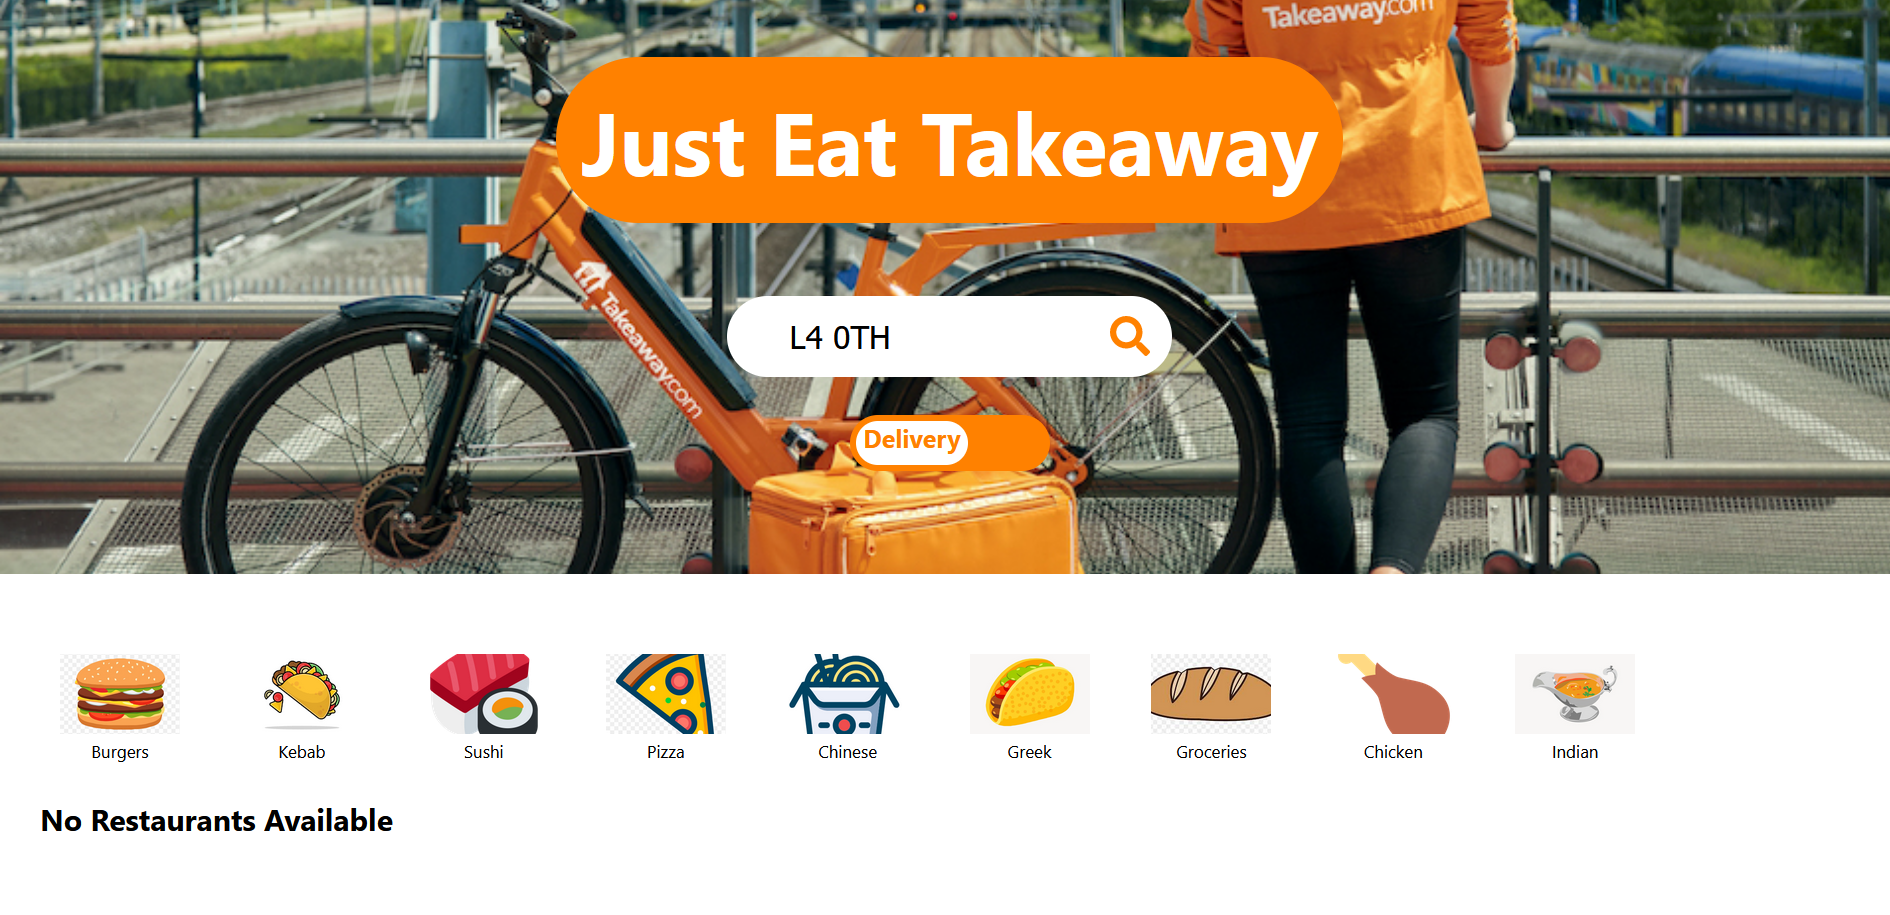 Takeaway.com
Just Eat Takeaway
Takeaway.com
L4 0TH
Delivery
Burgers
Kebab
Sushi
Pizza
Chinese
Greek
Groceries
Chicken
Indian
No Restaurants Available